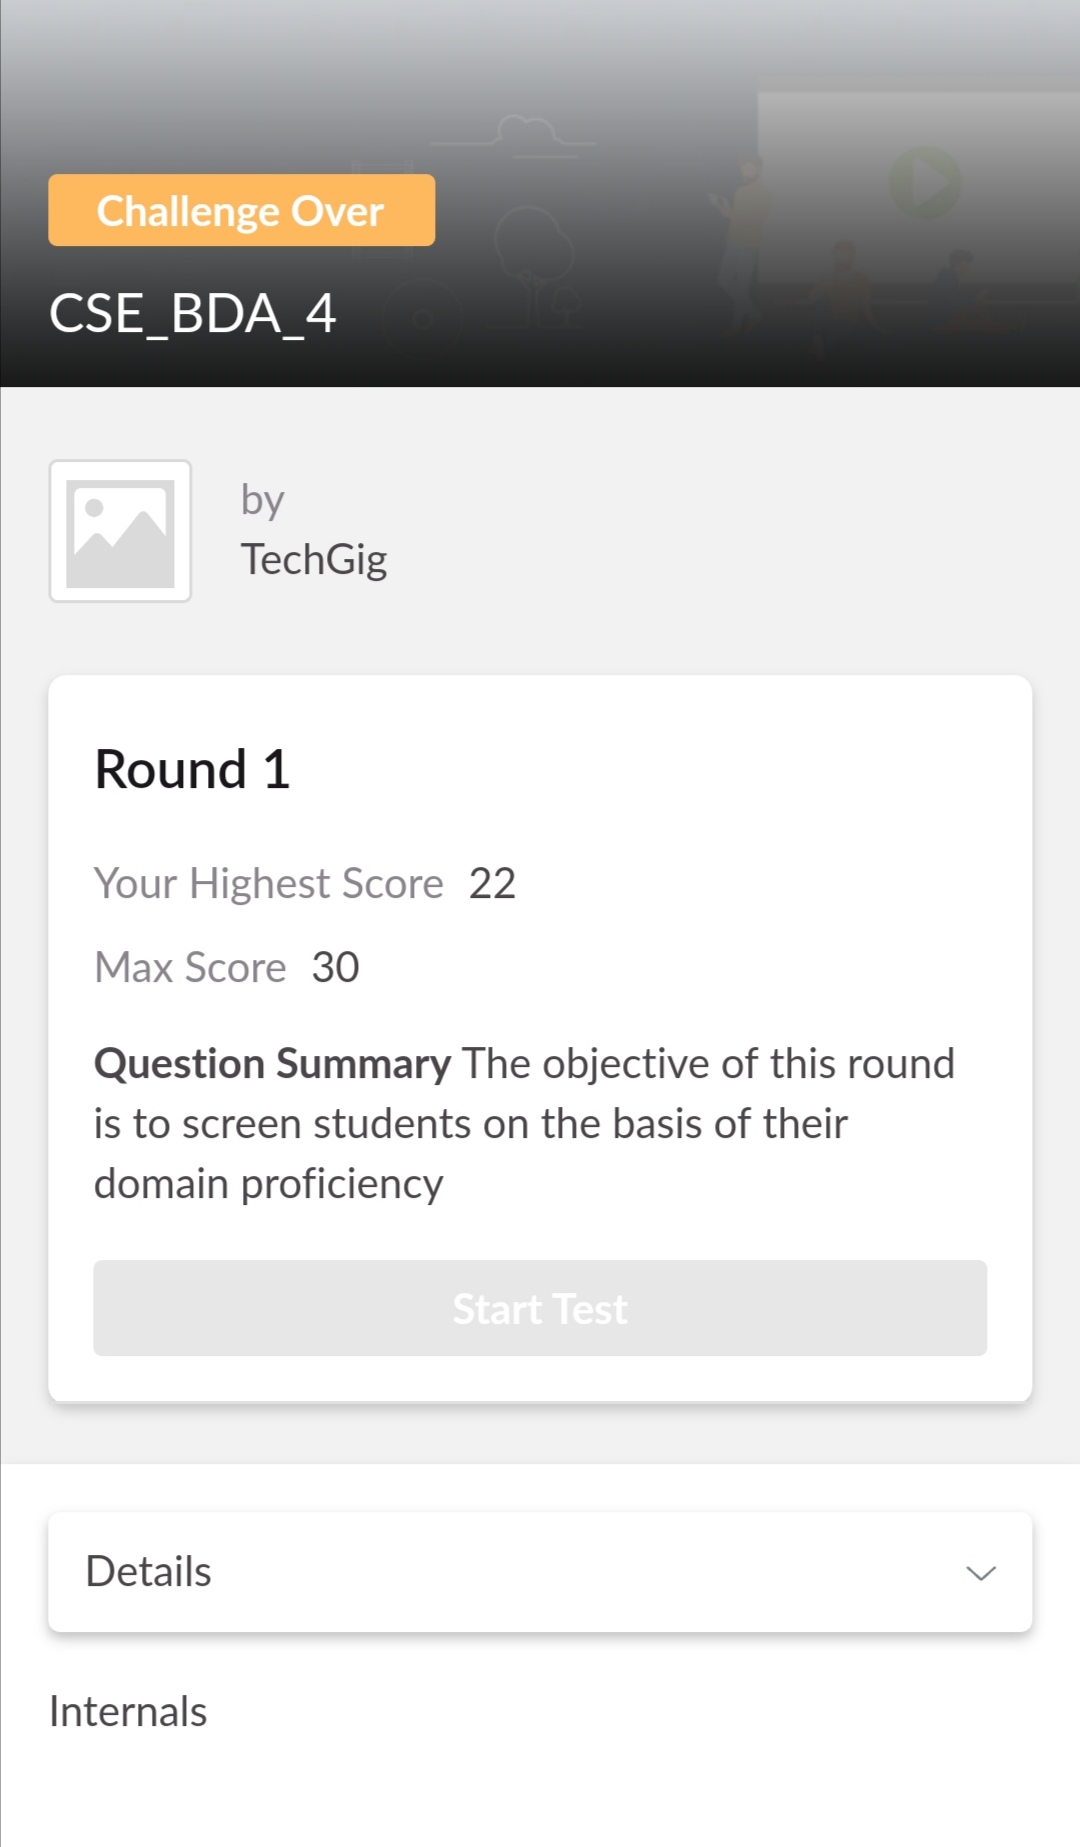 Challenge Over
CSE_BDA_4
by
TechGig
Round 1
Your Highest Score 22
Max Score 30
Question Summary The objective of this round
is to screen students on the basis of their
domain proficiency
Start Test
Details
Internals